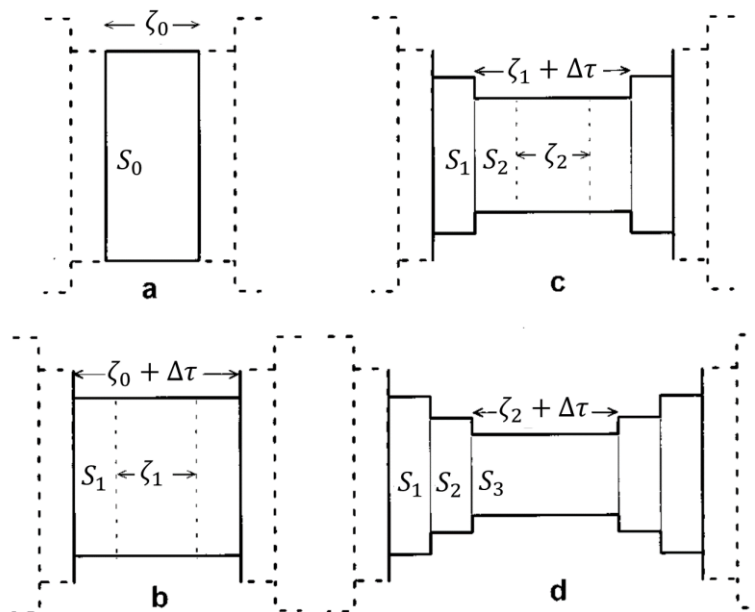 ζ₀
S₀
a
ζ₁ + Δτ
S₁ S₂ ζ₂
c
ζ₀ + Δτ
S₁ ζ₁
b
ζ₂ + Δτ
S₁ S₂ S₃
d